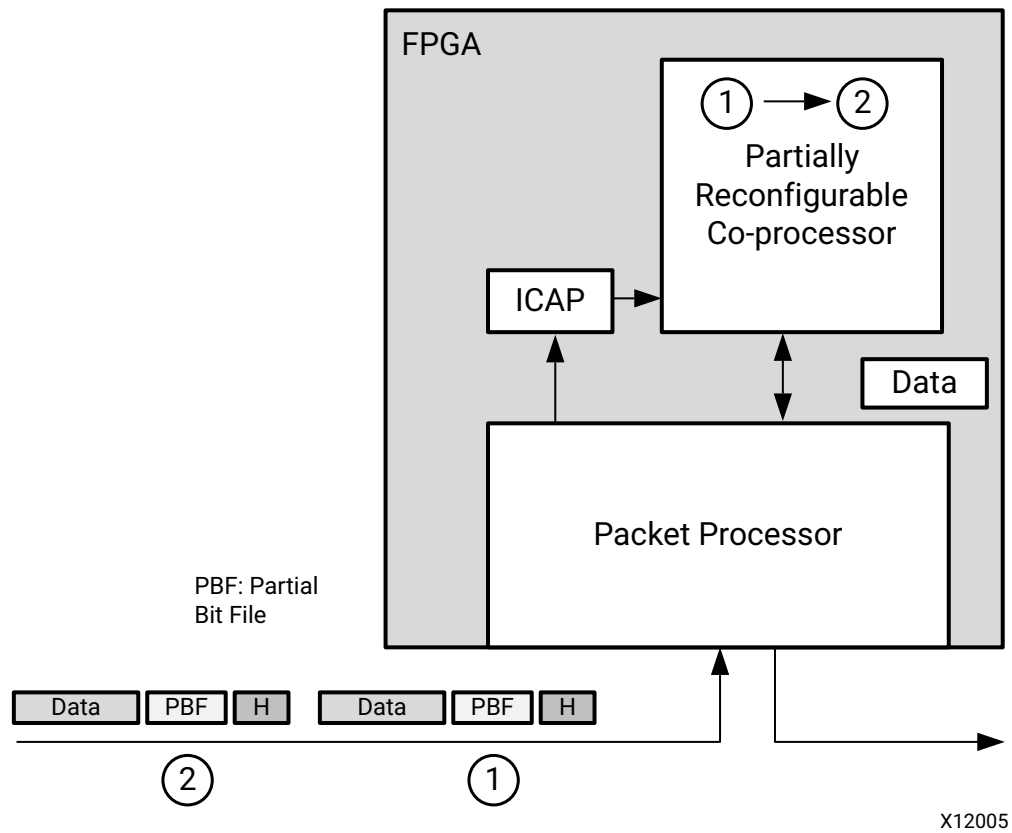 FPGA
1
2
Partially
Reconfigurable
Co-processor
ICAP
Data
Packet Processor
PBF: Partial
Bit File
Data PBF H Data PBF H
2
1
X12005